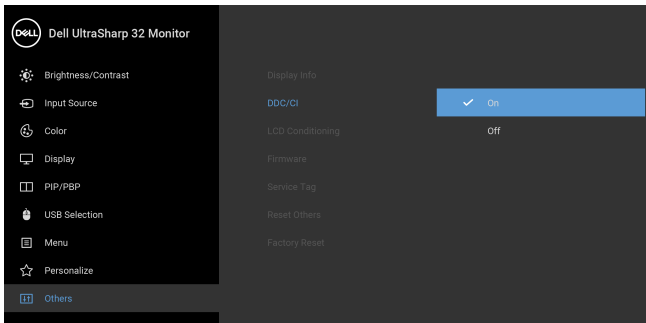 DELL
Dell UltraSharp 32 Monitor
Brightness/Contrast
Input Source
Color
Display
PIP/PBP
USB Selection
Menu
Personalize
Others
Display Info
DDC/CI
LCD Conditioning
Firmware
Service Tag
Reset Others
Factory Reset
On
Off